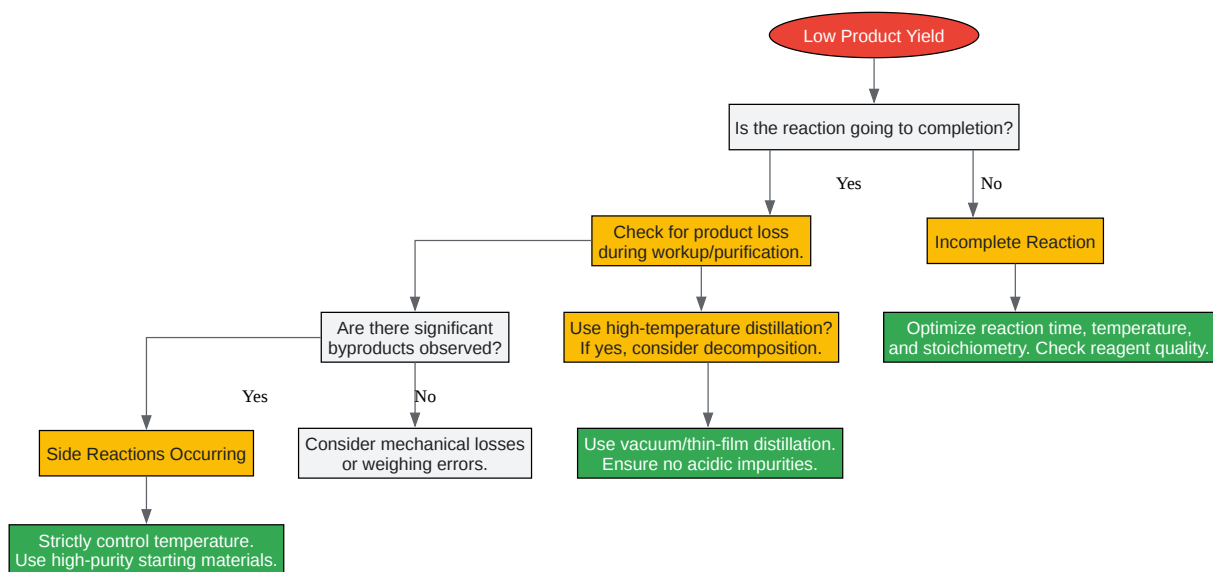 Low Product Yield
Is the reaction going to completion?
Yes
No
Check for product loss
during workup/purification.
Incomplete Reaction
Are there significant
byproducts observed?
Use high-temperature distillation?
If yes, consider decomposition.
Optimize reaction time, temperature,
and stoichiometry. Check reagent quality.
Yes
No
Side Reactions Occurring
Consider mechanical losses
or weighing errors.
Use vacuum/thin-film distillation.
Ensure no acidic impurities.
Strictly control temperature.
Use high-purity starting materials.